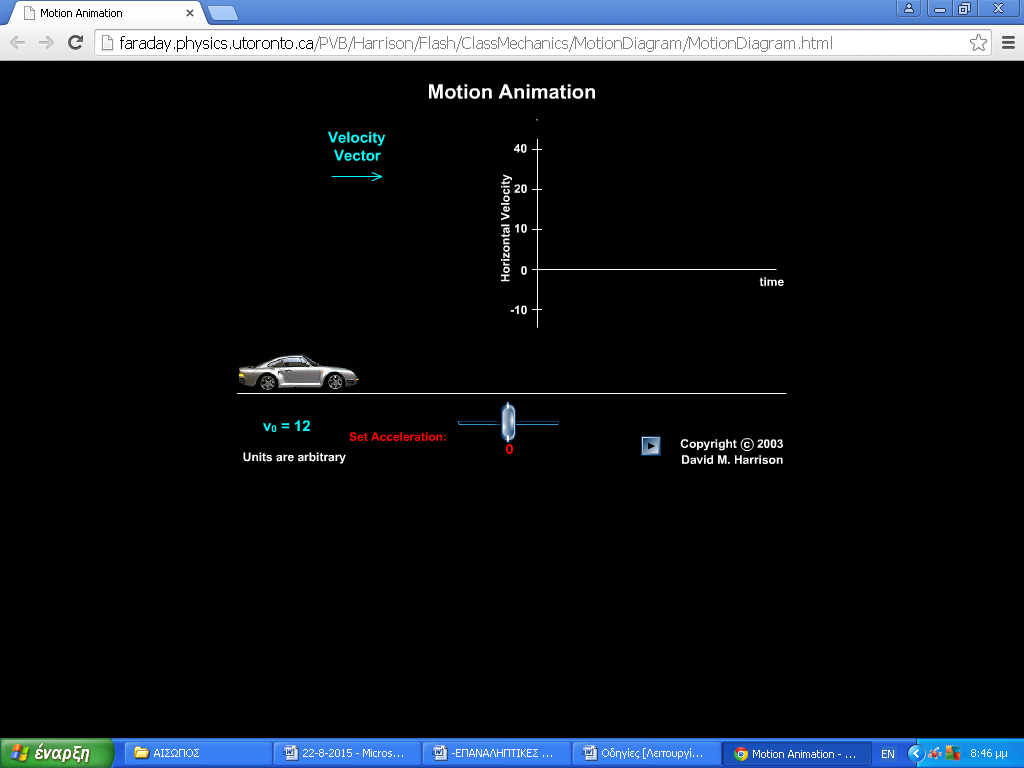 Motion Animation
faraday.physics.utoronto.ca/PVB/Harrison/Flash/ClassMechanics/MotionDiagram/MotionDiagram.html
Motion Animation
Velocity
Vector
Horizontal Velocity
40
20
10
0
-10
time
v₀ = 12
Set Acceleration:
0
Units are arbitrary
Copyright © 2003
David M. Harrison
έναρξη
ΑΙΣΩΠΟΣ
22-8-2015 - Micros...
-ΕΠΑΝΑΛΗΠΤΙΚΕΣ ...
Οδηγίες [Λειτουργί...
Motion Animation - ...
EN
8:46 μμ